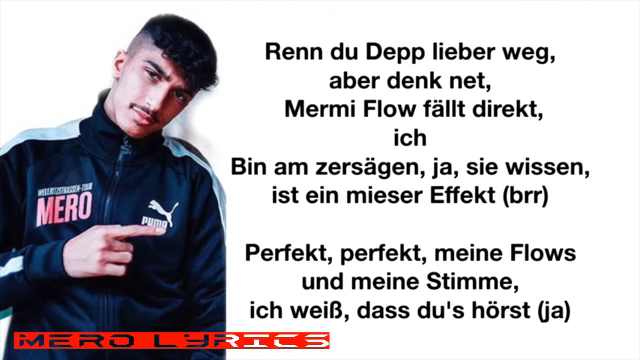 Renn du Depp lieber weg,
aber denk net,
Mermi Flow fällt direkt,
ich
Bin am zersägen, ja, sie wissen,
ist ein mieser Effekt (brr)
Perfekt, perfekt, meine Flows
und meine Stimme,
ich weiß, dass du's hörst (ja)
WELLRITZSTRASSEN-TOUR
MERO
PUMA
MERO LYRICS